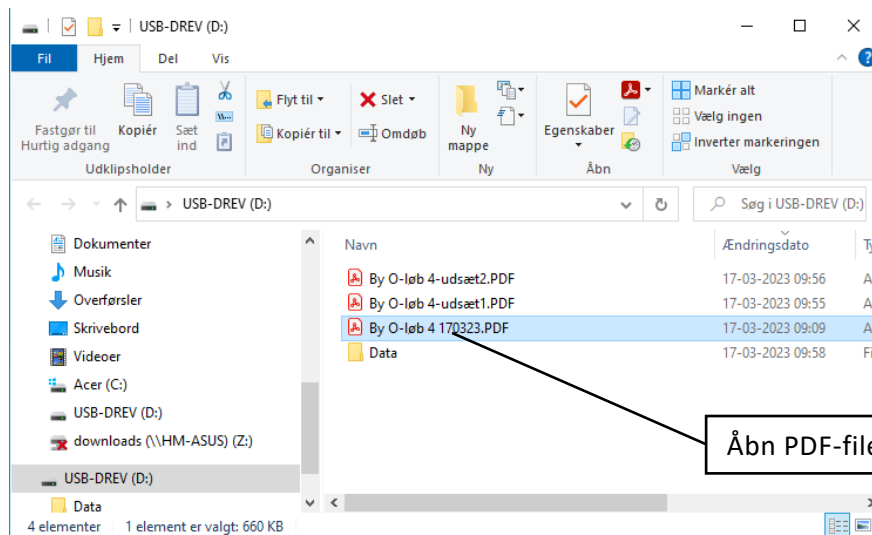 USB-DREV (D:)
Fil Hjem Del Vis
Fastgør til Hurtig adgang
Kopiér
Sæt ind
Udklipsholder
Flyt til
Kopiér til
Slet
Omdøb
Organiser
Ny mappe
Ny
Egenskaber
Åbn
Markér alt
Vælg ingen
Inverter markeringen
Vælg
USB-DREV (D:)
Søg i USB-DREV (D:)
Dokumenter
Musik
Overførsler
Skrivebord
Videoer
Acer (C:)
USB-DREV (D:)
downloads (\\HM-ASUS) (Z:)
USB-DREV (D:)
Data
Navn Ændringsdato
By O-løb 4-udsæt2.PDF 17-03-2023 09:56
By O-løb 4-udsæt1.PDF 17-03-2023 09:55
By O-løb 4 170323.PDF 17-03-2023 09:09
Data 17-03-2023 09:58
Åbn PDF-file
4 elementer 1 element er valgt: 660 KB